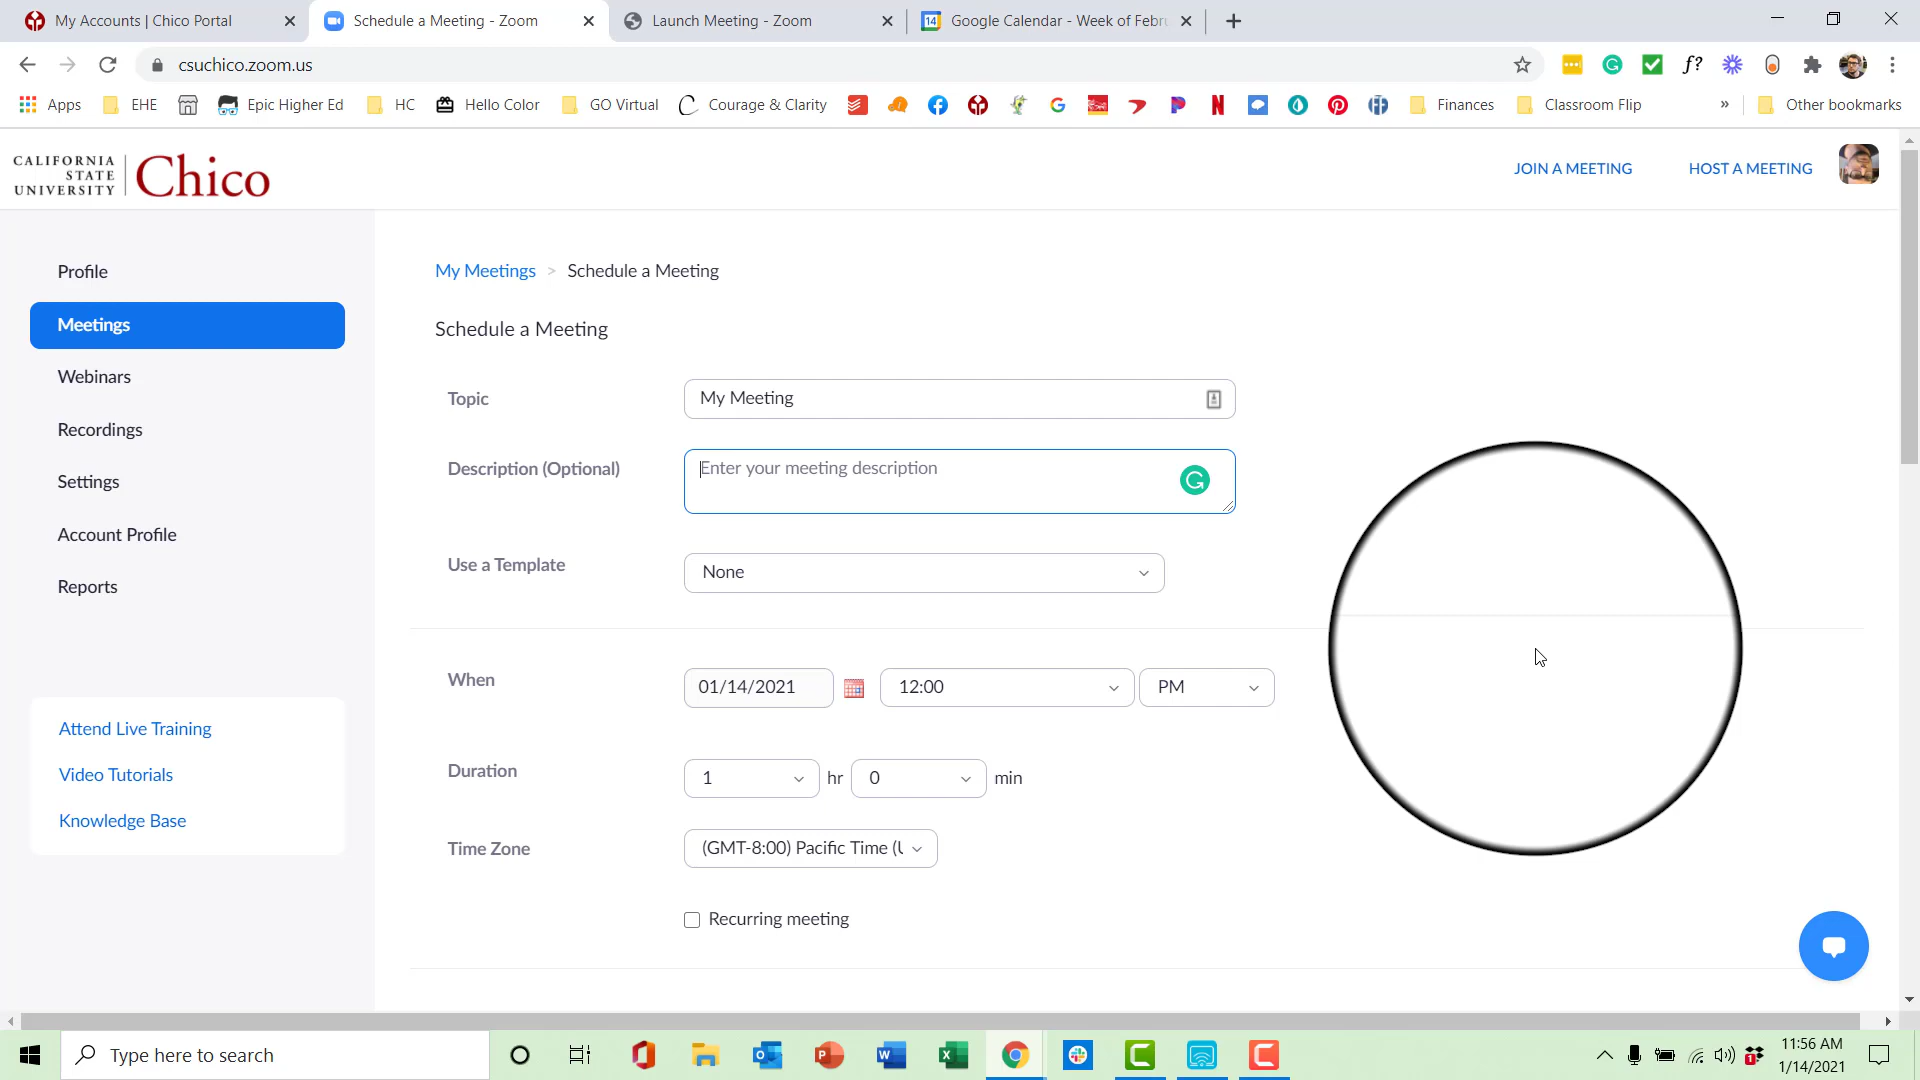 My Accounts | Chico Portal
Schedule a Meeting - Zoom
Launch Meeting - Zoom
14
Google Calendar - Week of Febru
csuchico.zoom.us
f?
Apps
EHE
Epic Higher Ed
HC
Hello Color
GO Virtual
Courage & Clarity
Finances
Classroom Flip
»
Other bookmarks
CALIFORNIA
STATE
UNIVERSITY
Chico
JOIN A MEETING
HOST A MEETING
Profile
Meetings
Webinars
Recordings
Settings
Account Profile
Reports
Attend Live Training
Video Tutorials
Knowledge Base
My Meetings > Schedule a Meeting
Schedule a Meeting
Topic
My Meeting
Description (Optional)
Enter your meeting description
Use a Template
None
When
01/14/2021
12:00
PM
Duration
1
hr
0
min
Time Zone
(GMT-8:00) Pacific Time (U
Recurring meeting
Type here to search
11:56 AM
1/14/2021